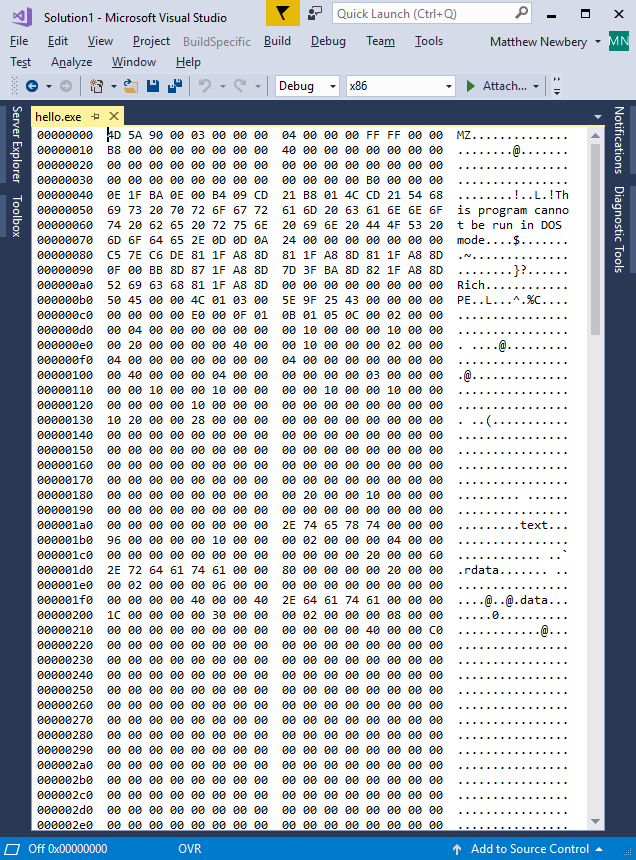 Solution1 - Microsoft Visual Studio
Quick Launch (Ctrl+Q)
File Edit View Project BuildSpecific Build Debug Team Tools Matthew Newbery MN
Test Analyze Window Help
Debug x86 Attach...
Server Explorer
Toolbox
hello.exe
00000000 4D 5A 90 00 03 00 00 00 04 00 00 00 FF FF 00 00 MZ..............
00000010 B8 00 00 00 00 00 00 00 40 00 00 00 00 00 00 00 ........@.......
00000020 00 00 00 00 00 00 00 00 00 00 00 00 00 00 00 00 ................
00000030 00 00 00 00 00 00 00 00 00 00 00 00 B0 00 00 00 ................
00000040 0E 1F BA 0E 00 B4 09 CD 21 B8 01 4C CD 21 54 68 ........!..L.!Th
00000050 69 73 20 70 72 6F 67 72 61 6D 20 63 61 6E 6E 6F is program canno
00000060 74 20 62 65 20 72 75 6E 20 69 6E 20 44 4F 53 20 t be run in DOS
00000070 6D 6F 64 65 2E 0D 0D 0A 24 00 00 00 00 00 00 00 mode....$.......
00000080 C5 7E C6 DE 81 1F A8 8D 81 1F A8 8D 81 1F A8 8D .~..............
00000090 0F 00 BB 8D 87 1F A8 8D 7D 3F BA 8D 82 1F A8 8D ........}?......
000000a0 52 69 63 68 81 1F A8 8D 00 00 00 00 00 00 00 00 Rich............
000000b0 50 45 00 00 4C 01 03 00 5E 9F 25 43 00 00 00 00 PE..L...^.%C....
000000c0 00 00 00 00 E0 00 0F 01 0B 01 05 0C 00 02 00 00 ................
000000d0 00 04 00 00 00 00 00 00 00 10 00 00 00 10 00 00 ................
000000e0 00 20 00 00 00 00 40 00 00 10 00 00 00 02 00 00 . ....@.........
000000f0 04 00 00 00 00 00 00 00 04 00 00 00 00 00 00 00 ................
00000100 00 40 00 00 00 04 00 00 00 00 00 00 03 00 00 00 .@..............
00000110 00 00 10 00 00 10 00 00 00 00 10 00 00 10 00 00 ................
00000120 00 00 00 00 10 00 00 00 00 00 00 00 00 00 00 00 ................
00000130 10 20 00 00 28 00 00 00 00 00 00 00 00 00 00 00 . ..(...........
00000140 00 00 00 00 00 00 00 00 00 00 00 00 00 00 00 00 ................
00000150 00 00 00 00 00 00 00 00 00 00 00 00 00 00 00 00 ................
00000160 00 00 00 00 00 00 00 00 00 00 00 00 00 00 00 00 ................
00000170 00 00 00 00 00 00 00 00 00 00 00 00 00 00 00 00 ................
00000180 00 00 00 00 00 00 00 00 00 20 00 00 10 00 00 00 ......... ......
00000190 00 00 00 00 00 00 00 00 00 00 00 00 00 00 00 00 ................
000001a0 00 00 00 00 00 00 00 00 2E 74 65 78 74 00 00 00 .........text...
000001b0 96 00 00 00 00 10 00 00 00 02 00 00 00 04 00 00 ................
000001c0 00 00 00 00 00 00 00 00 00 00 00 00 20 00 00 60 ............ ..`
000001d0 2E 72 64 61 74 61 00 00 80 00 00 00 00 20 00 00 .rdata....... ..
000001e0 00 02 00 00 00 06 00 00 00 00 00 00 00 00 00 00 ................
000001f0 00 00 00 00 40 00 00 40 2E 64 61 74 61 00 00 00 ....@..@.data...
00000200 1C 00 00 00 00 30 00 00 00 02 00 00 00 08 00 00 .....0..........
00000210 00 00 00 00 00 00 00 00 00 00 00 00 40 00 00 C0 ............@...
00000220 00 00 00 00 00 00 00 00 00 00 00 00 00 00 00 00 ................
00000230 00 00 00 00 00 00 00 00 00 00 00 00 00 00 00 00 ................
00000240 00 00 00 00 00 00 00 00 00 00 00 00 00 00 00 00 ................
00000250 00 00 00 00 00 00 00 00 00 00 00 00 00 00 00 00 ................
00000260 00 00 00 00 00 00 00 00 00 00 00 00 00 00 00 00 ................
00000270 00 00 00 00 00 00 00 00 00 00 00 00 00 00 00 00 ................
00000280 00 00 00 00 00 00 00 00 00 00 00 00 00 00 00 00 ................
00000290 00 00 00 00 00 00 00 00 00 00 00 00 00 00 00 00 ................
000002a0 00 00 00 00 00 00 00 00 00 00 00 00 00 00 00 00 ................
000002b0 00 00 00 00 00 00 00 00 00 00 00 00 00 00 00 00 ................
000002c0 00 00 00 00 00 00 00 00 00 00 00 00 00 00 00 00 ................
000002d0 00 00 00 00 00 00 00 00 00 00 00 00 00 00 00 00 ................
000002e0 00 00 00 00 00 00 00 00 00 00 00 00 00 00 00 00 ................
Notifications
Diagnostic Tools
Off 0x00000000 OVR Add to Source Control